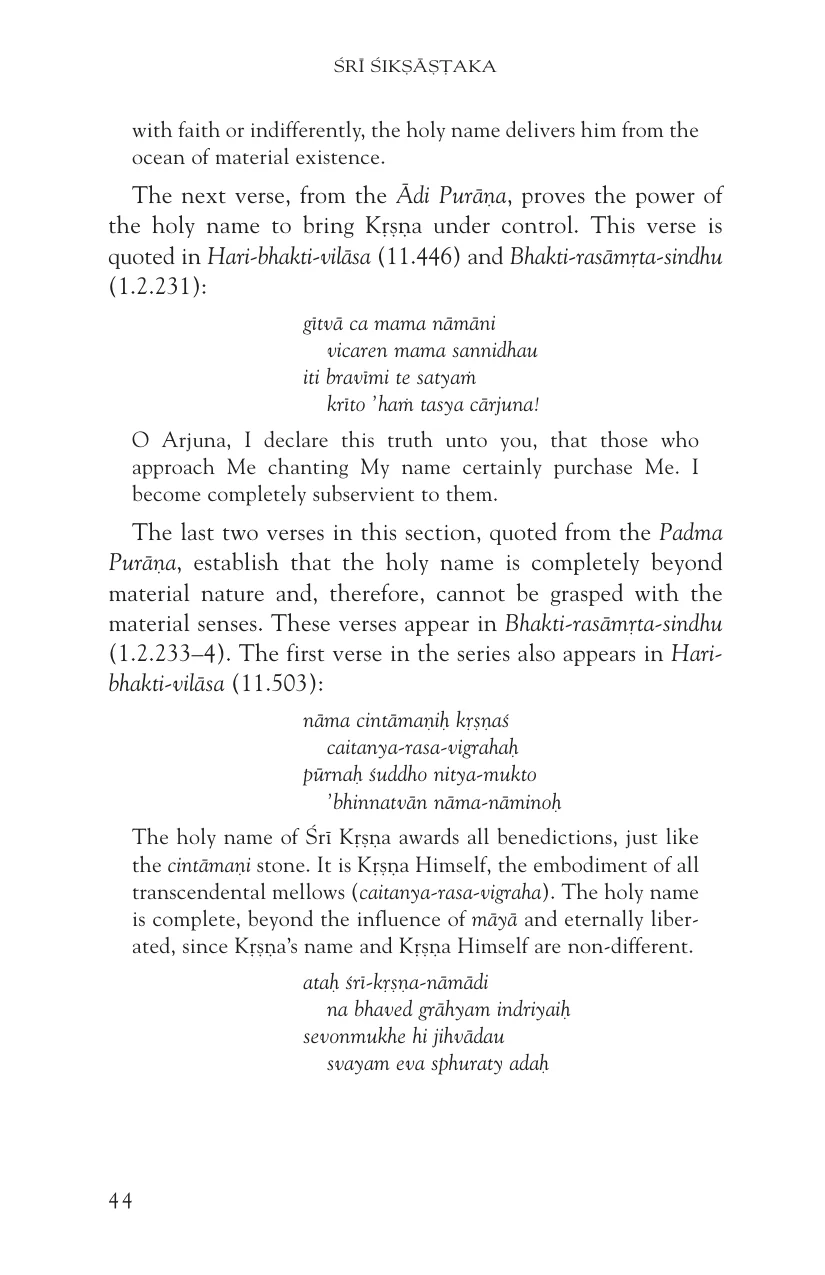 ŚRĪ ŚIKṢĀṢṬAKA
with faith or indifferently, the holy name delivers him from the
ocean of material existence.
The next verse, from the Ādi Purāṇa, proves the power of
the holy name to bring Kṛṣṇa under control. This verse is
quoted in Hari-bhakti-vilāsa (11.446) and Bhakti-rasāmṛta-sindhu
(1.2.231):
gītvā ca mama nāmāni
vicaren mama sannidhau
iti bravīmi te satyaṁ
krīto ’haṁ tasya cārjuna!
O Arjuna, I declare this truth unto you, that those who
approach Me chanting My name certainly purchase Me. I
become completely subservient to them.
The last two verses in this section, quoted from the Padma
Purāṇa, establish that the holy name is completely beyond
material nature and, therefore, cannot be grasped with the
material senses. These verses appear in Bhakti-rasāmṛta-sindhu
(1.2.233–4). The first verse in the series also appears in Hari-
bhakti-vilāsa (11.503):
nāma cintāmaṇiḥ kṛṣṇaś
caitanya-rasa-vigrahaḥ
pūrnaḥ śuddho nitya-mukto
’bhinnatvān nāma-nāminoḥ
The holy name of Śrī Kṛṣṇa awards all benedictions, just like
the cintāmaṇi stone. It is Kṛṣṇa Himself, the embodiment of all
transcendental mellows (caitanya-rasa-vigraha). The holy name
is complete, beyond the influence of māyā and eternally liber-
ated, since Kṛṣṇa’s name and Kṛṣṇa Himself are non-different.
ataḥ śrī-kṛṣṇa-nāmādi
na bhaved grāhyam indriyaiḥ
sevonmukhe hi jihvādau
svayam eva sphuraty adaḥ
44